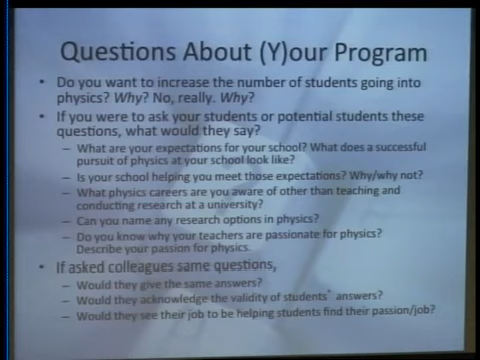 Questions About (Y)our Program
• Do you want to increase the number of students going into
physics? Why? No, really. Why?
• If you were to ask your students or potential students these
questions, what would they say?
– What are your expectations for your school? What does a successful
pursuit of physics at your school look like?
– Is your school helping you meet those expectations? Why/why not?
– What physics careers are you aware of other than teaching and
conducting research at a university?
– Can you name any research options in physics?
– Do you know why your teachers are passionate for physics?
Describe your passion for physics.
• If asked colleagues same questions,
– Would they give the same answers?
– Would they acknowledge the validity of students' answers?
– Would they see their job to be helping students find their passion/job?